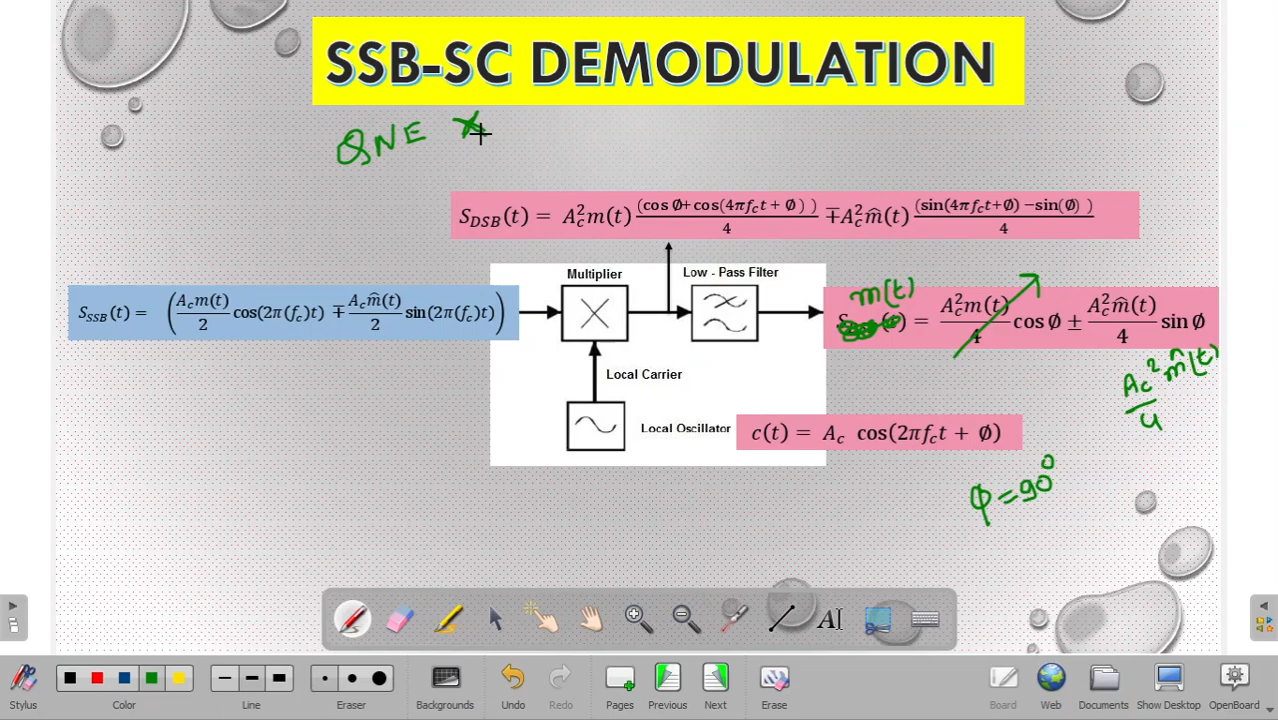 SSB-SC DEMODULATION
QNE X
S_DSB(t) = A_c^2 m(t) (cos ∅+cos(4πf_c t + ∅ ))/4 ∓A_c^2 m̂(t) (sin(4πf_c t+∅) −sin(∅) )/4
Multiplier
Low - Pass Filter
S_SSB(t) = (A_c m(t)/2 cos(2π(f_c)t) ∓ A_c m̂(t)/2 sin(2π(f_c)t))
m(t)
= A_c^2 m(t)/4 cos ∅ ± A_c^2 m̂(t)/4 sin ∅
Local Carrier
A_c^2 m̂(t)/4
Local Oscillator
c(t) = A_c cos(2πf_c t + ∅)
φ = 90°
Stylus
Color
Line
Eraser
Backgrounds
Undo
Redo
Pages
Previous
Next
Erase
Board
Web
Documents
Show Desktop
OpenBoard